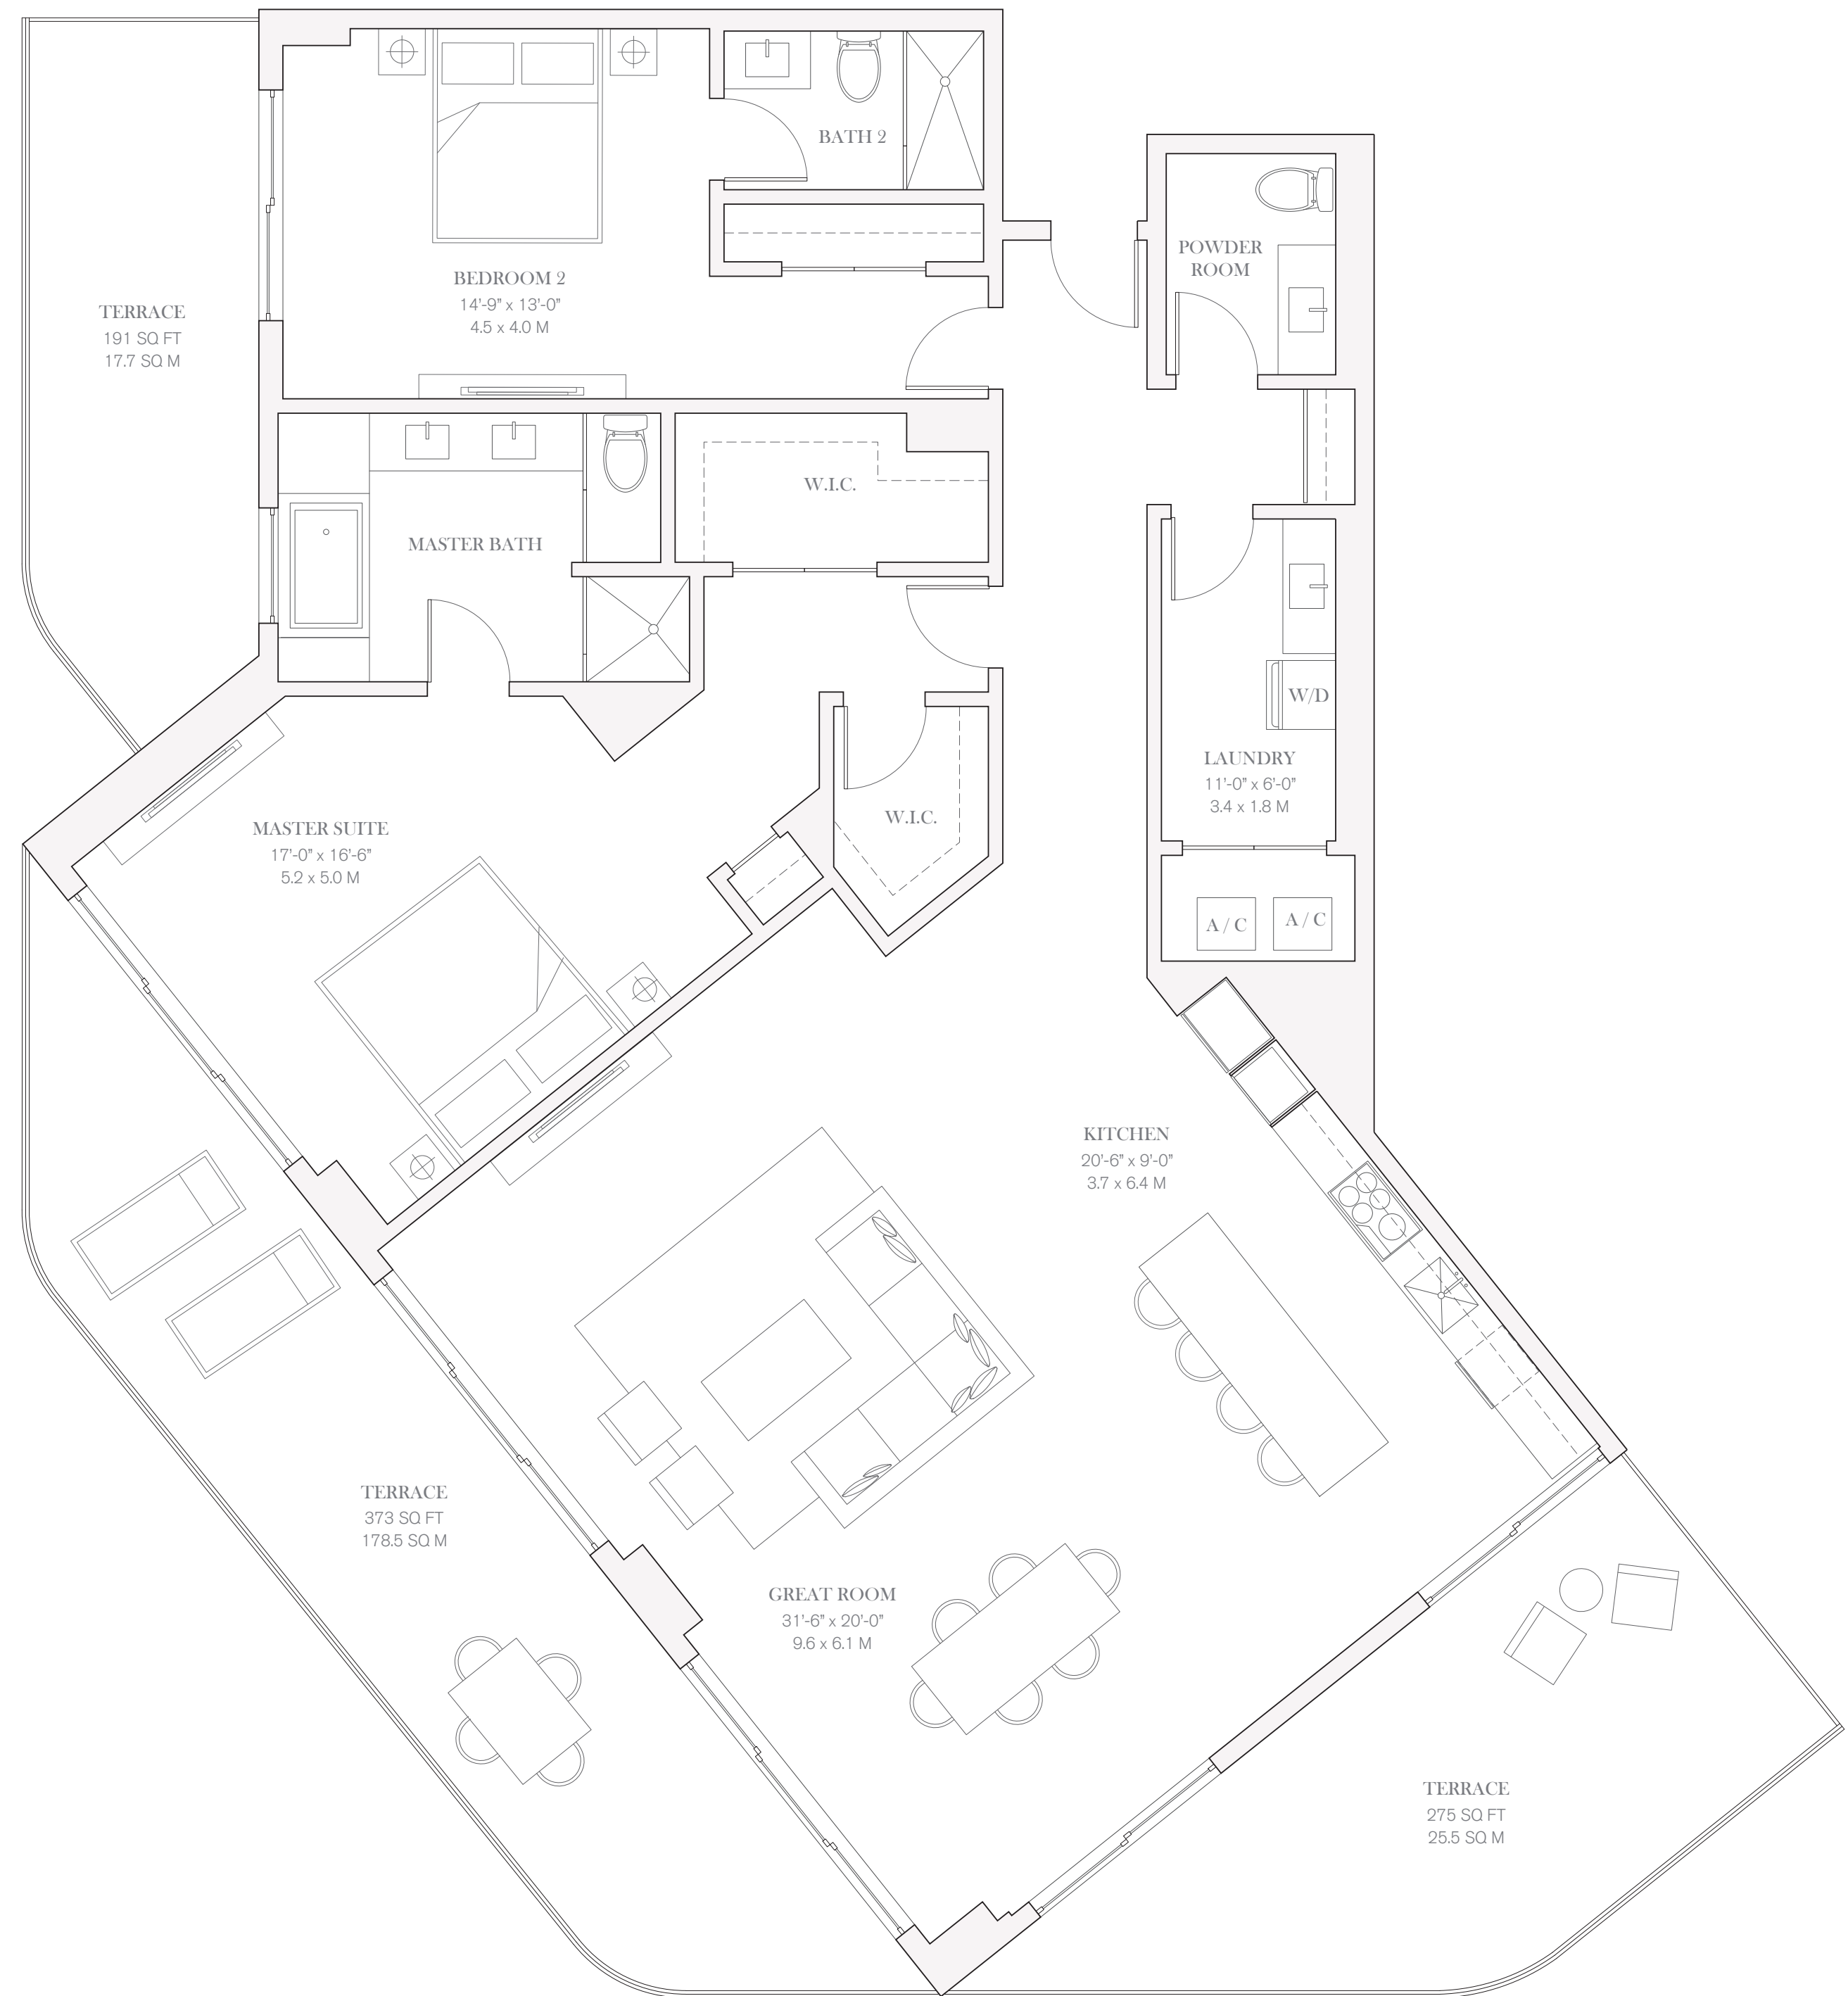 BATH 2
POWDER
ROOM
BEDROOM 2
14'-9" x 13'-0"
4.5 x 4.0 M
TERRACE
191 SQ FT
17.7 SQ M
W.I.C.
MASTER BATH
W/D
LAUNDRY
11'-0" x 6'-0"
3.4 x 1.8 M
W.I.C.
MASTER SUITE
17'-0" x 16'-6"
5.2 x 5.0 M
A / C
A / C
KITCHEN
20'-6" x 9'-0"
3.7 x 6.4 M
TERRACE
373 SQ FT
178.5 SQ M
GREAT ROOM
31'-6" x 20'-0"
9.6 x 6.1 M
TERRACE
275 SQ FT
25.5 SQ M